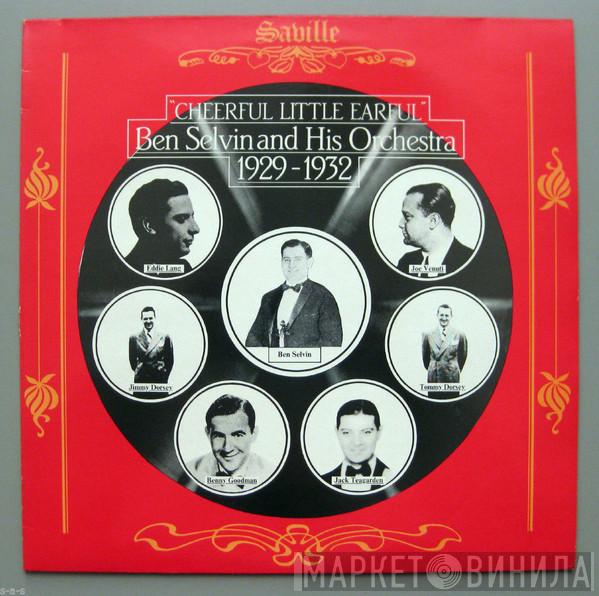 Saville
"CHEERFUL LITTLE EARFUL"
Ben Selvin and His Orchestra
1929-1932
Eddie Lang
Joe Venuti
Ben Selvin
Jimmy Dorsey
Tommy Dorsey
Benny Goodman
Jack Teagarden
МАРКЕТ ВИНИЛА
s-a-s